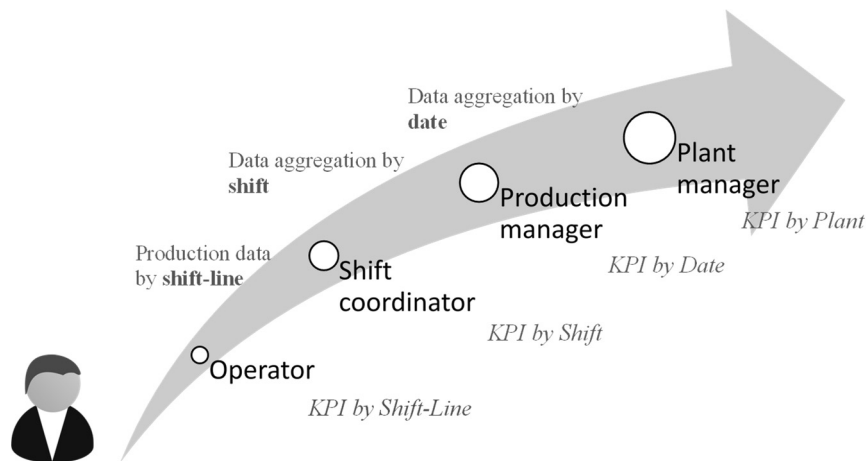 Data aggregation by
date
Plant
manager
KPI by Plant
Data aggregation by
shift
Production
manager
KPI by Date
Production data
by shift-line
Shift
coordinator
KPI by Shift
Operator
KPI by Shift-Line